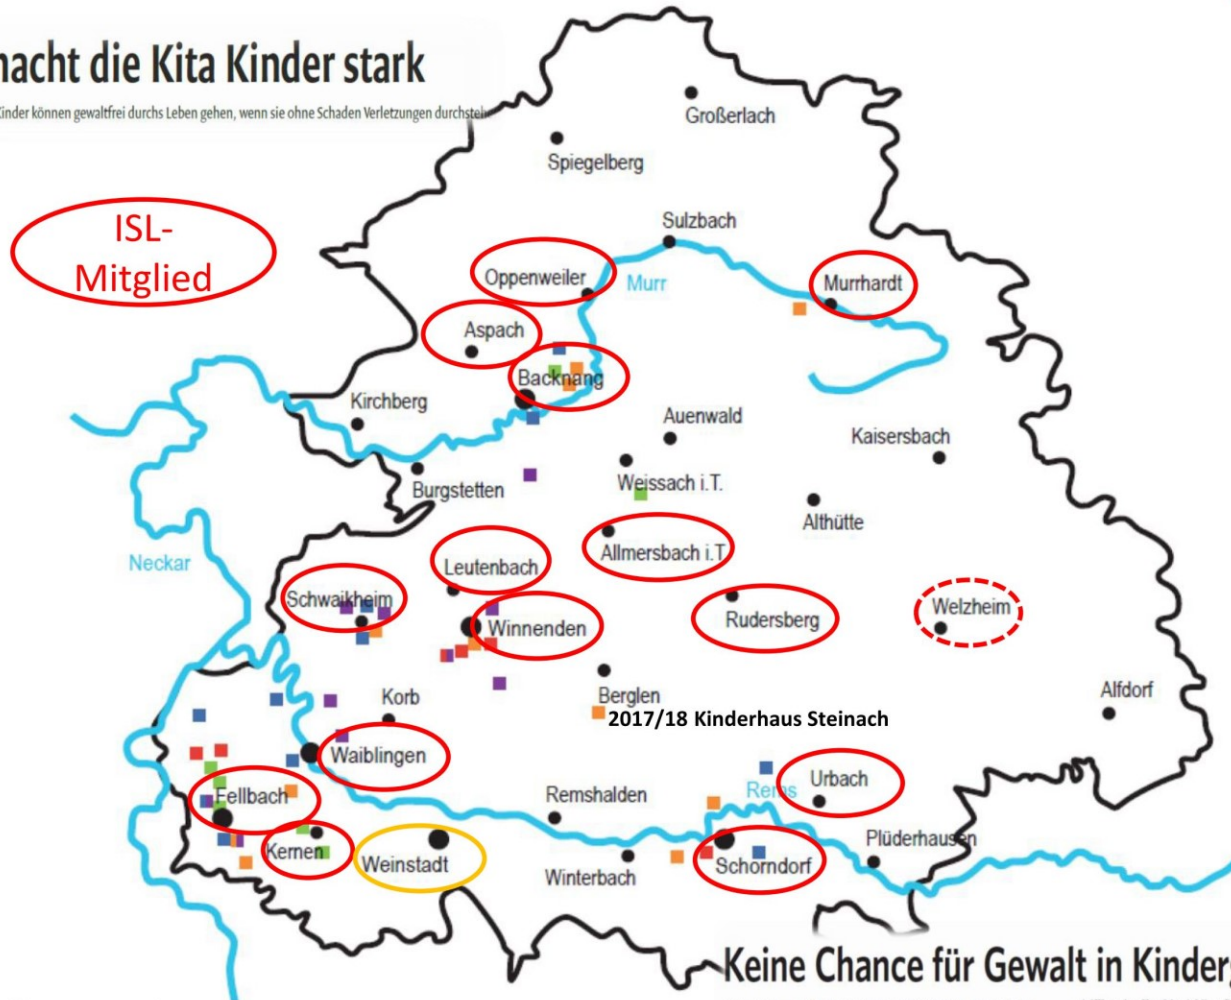 macht die Kita Kinder stark
Kinder können gewaltfrei durchs Leben gehen, wenn sie ohne Schaden Verletzungen
Großerlach
Spiegelberg
ISL-
Mitglied
Sulzbach
Oppenweiler
Murr
Murrhardt
Aspach
Backnang
Kirchberg
Auenwald
Kaisersbach
Burgstetten
Weissach i.T.
Althütte
Neckar
Leutenbach
Allmersbach i.T
Schwaikheim
Welzheim
Winnenden
Rudersberg
Korb
Berglen
Alfdorf
2017/18 Kinderhaus Steinach
Waiblingen
Fellbach
Remshalden
Rems
Urbach
Kernen
Weinstadt
Winterbach
Schorndorf
Plüderhausen
Keine Chance für Gewalt in